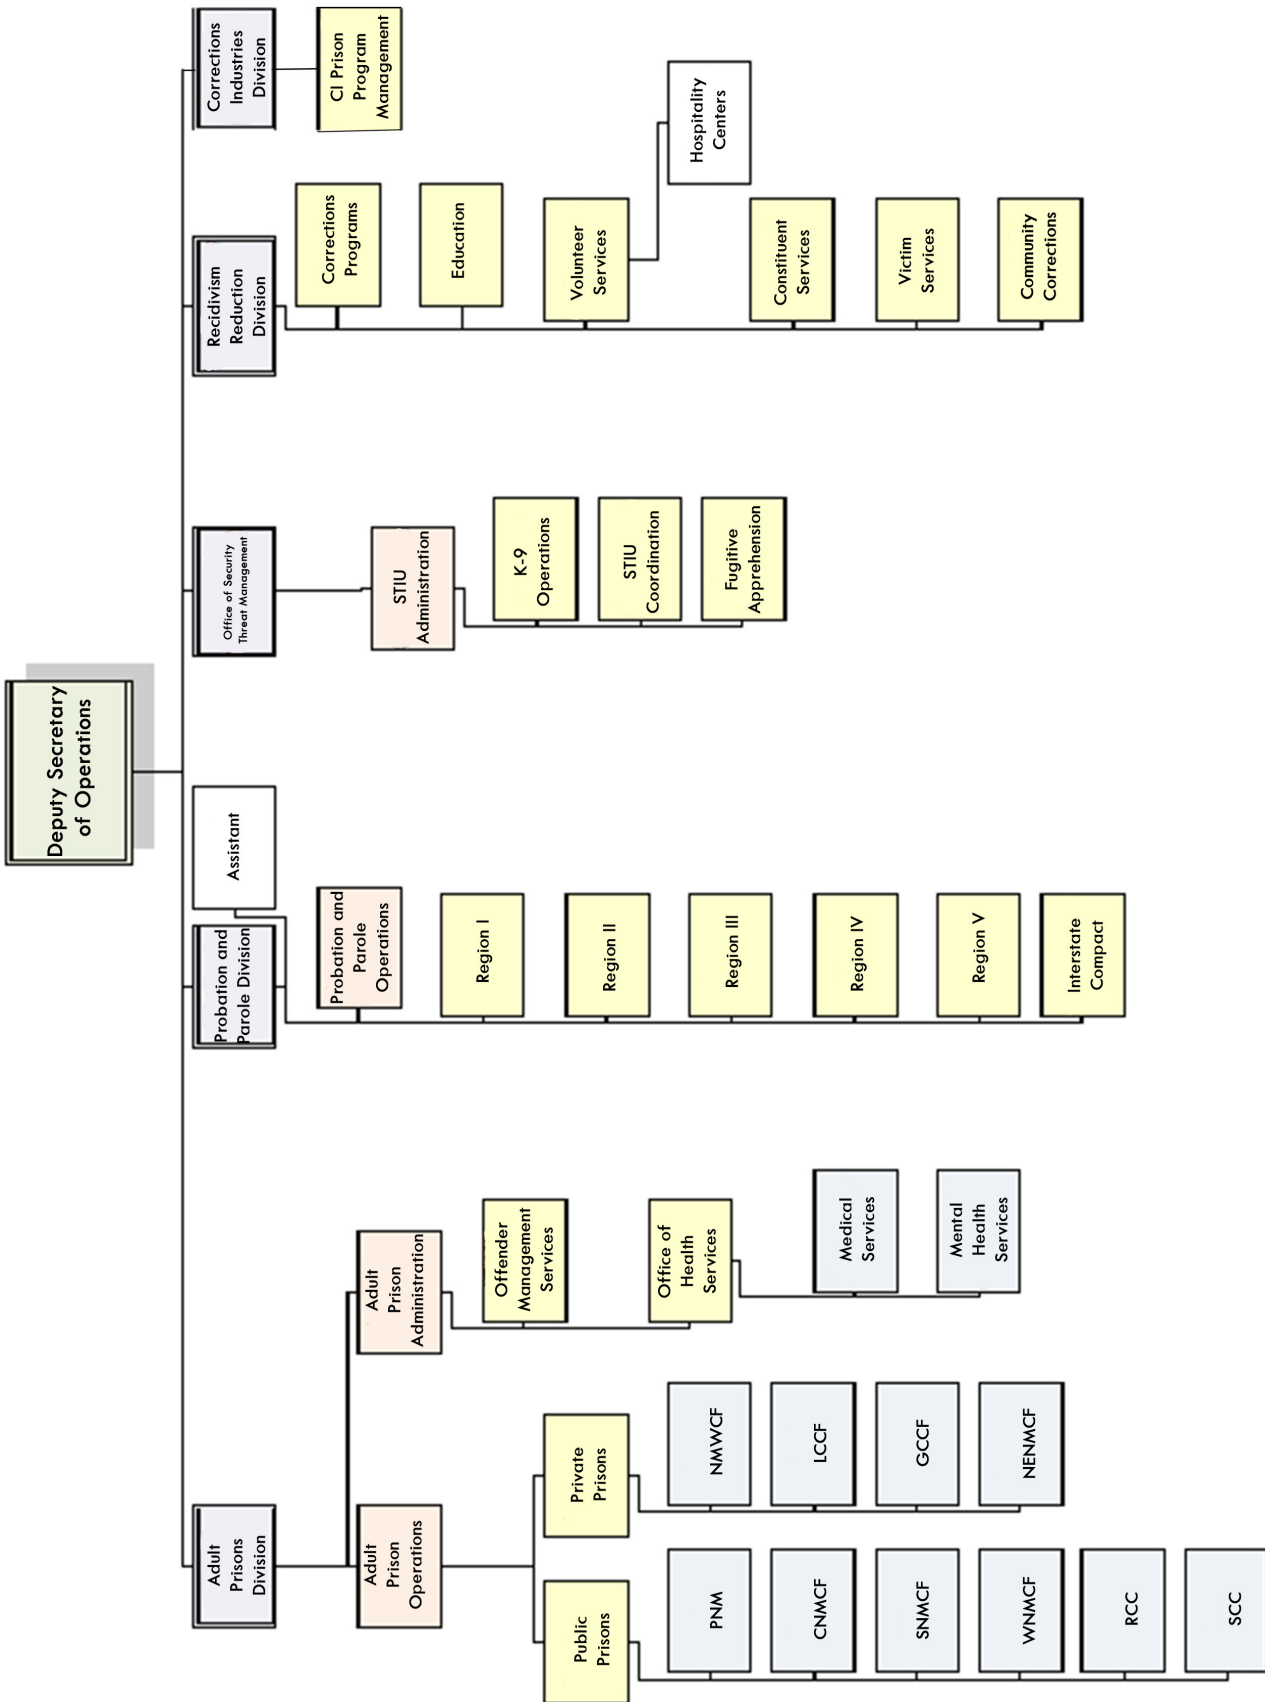 Deputy Secretary
of Operations
Adult
Prisons
Division
Probation and
Parole Division
Assistant
Office of Security
Threat Management
Recidivism
Reduction
Division
Corrections
Industries
Division
Adult
Prison
Operations
Adult
Prison
Administration
Public
Prisons
PNM
CNMCF
SNMCF
WNMCF
RCC
SCC
Private
Prisons
NMWCF
LCCF
GCCF
NENMCF
Offender
Management
Services
Office of
Health
Services
Medical
Services
Mental
Health
Services
Probation and
Parole
Operations
Region I
Region II
Region III
Region IV
Region V
Interstate
Compact
STIU
Administration
K-9
Operations
STIU
Coordination
Fugitive
Apprehension
Corrections
Programs
Education
Volunteer
Services
Hospitality
Centers
Constituent
Services
Victim
Services
Community
Corrections
CI Prison
Program
Management